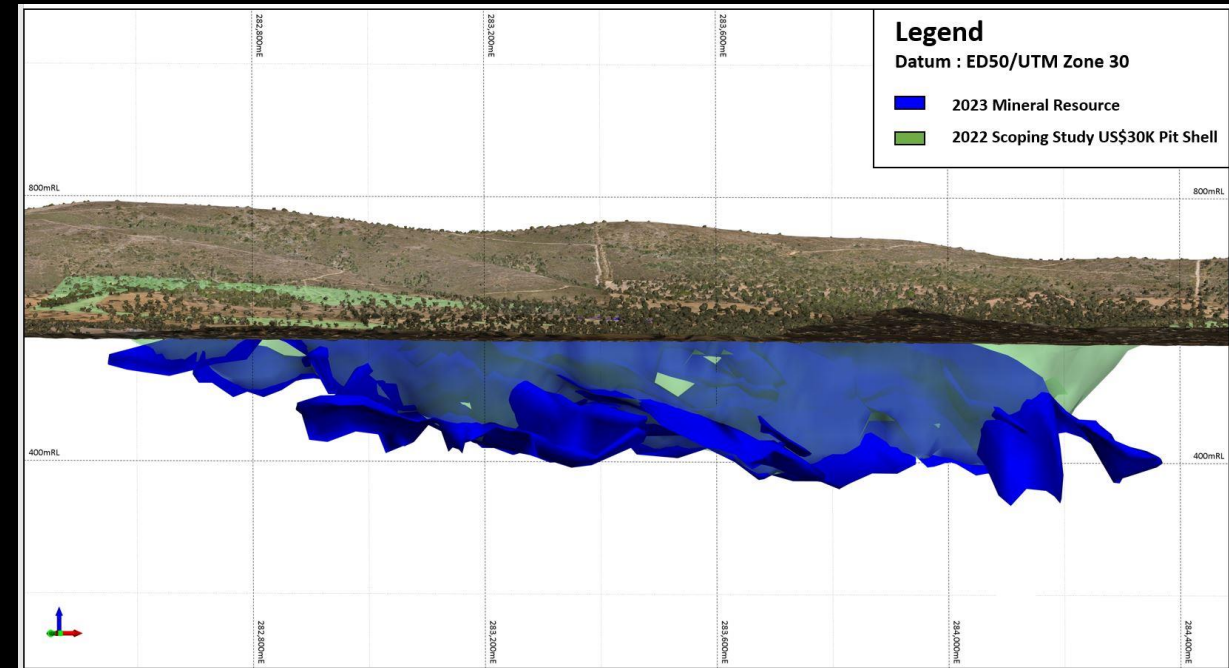 282,800mE
283,200mE
283,600mE
Legend
Datum : ED50/UTM Zone 30
2023 Mineral Resource
2022 Scoping Study US$30K Pit Shell
800mRL
800mRL
400mRL
400mRL
282,800mE
283,200mE
283,600mE
284,000mE
284,400mE